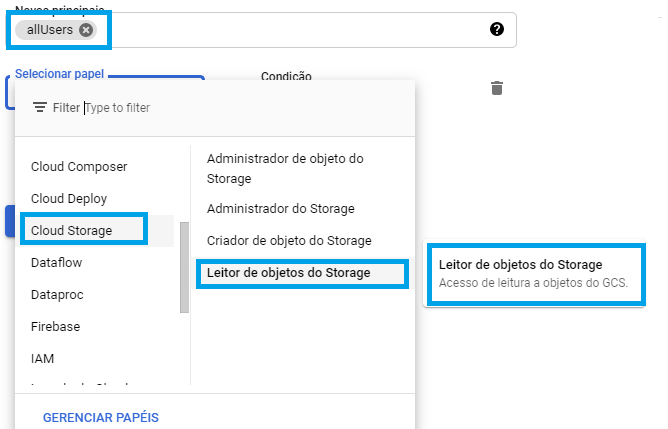 Novos principais
allUsers
Selecionar papel
Condição
Filter Type to filter
Cloud Composer
Cloud Deploy
Cloud Storage
Dataflow
Dataproc
Firebase
IAM
Administrador de objeto do
Storage
Administrador do Storage
Criador de objeto do Storage
Leitor de objetos do Storage
Leitor de objetos do Storage
Acesso de leitura a objetos do GCS.
GERENCIAR PAPÉIS